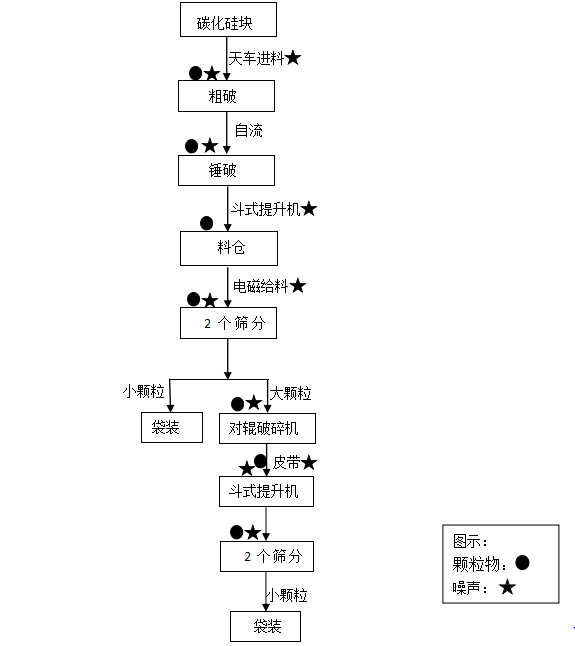 碳化硅块
天车进料
粗破
自流
锤破
斗式提升机
料仓
电磁给料
2 个筛分
小颗粒
大颗粒
袋装
对辊破碎机
皮带
斗式提升机
2 个筛分
小颗粒
袋装
图示：
颗粒物：
噪声：